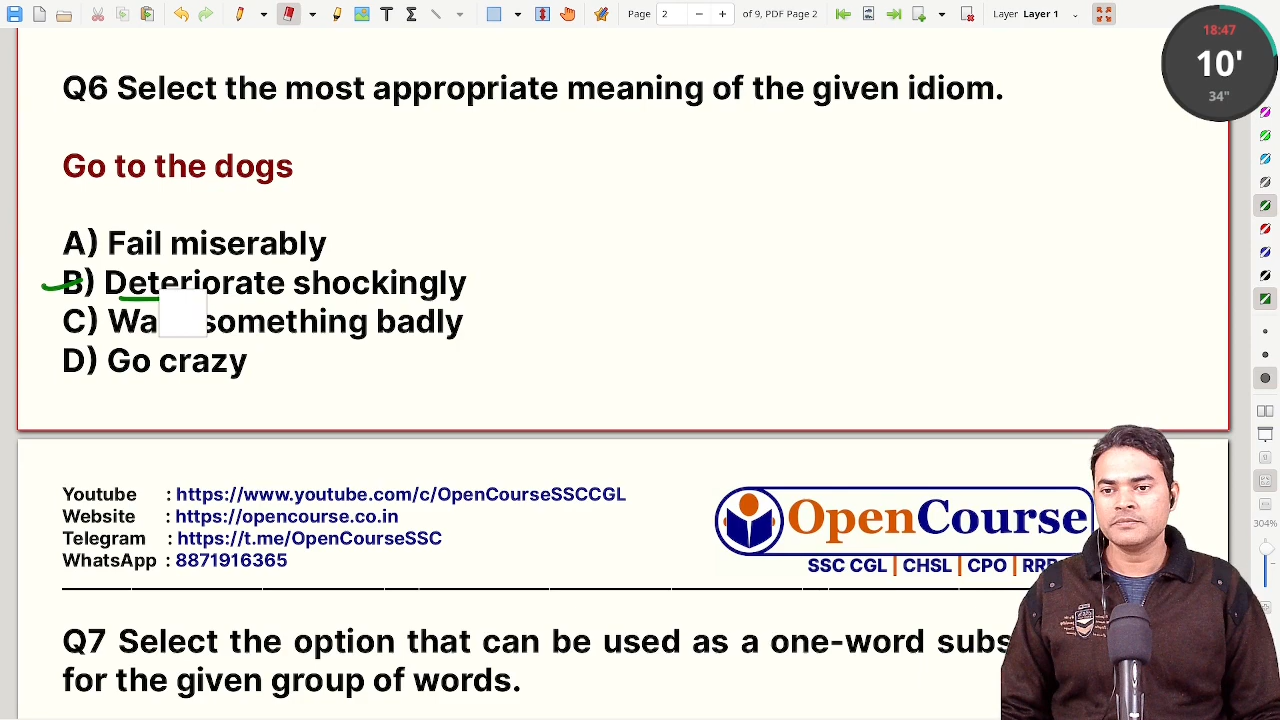 Page 2 of 9, PDF Page 2 Layer Layer 1
18:47
10'
34"
Q6 Select the most appropriate meaning of the given idiom.
Go to the dogs
A) Fail miserably
B) Deteriorate shockingly
C) Wa something badly
D) Go crazy
304%
Youtube : https://www.youtube.com/c/OpenCourseSSCCGL
Website : https://opencourse.co.in
Telegram : https://t.me/OpenCourseSSC
WhatsApp : 8871916365
OpenCourse
SSC CGL | CHSL | CPO | RRB
Q7 Select the option that can be used as a one-word subs
for the given group of words.